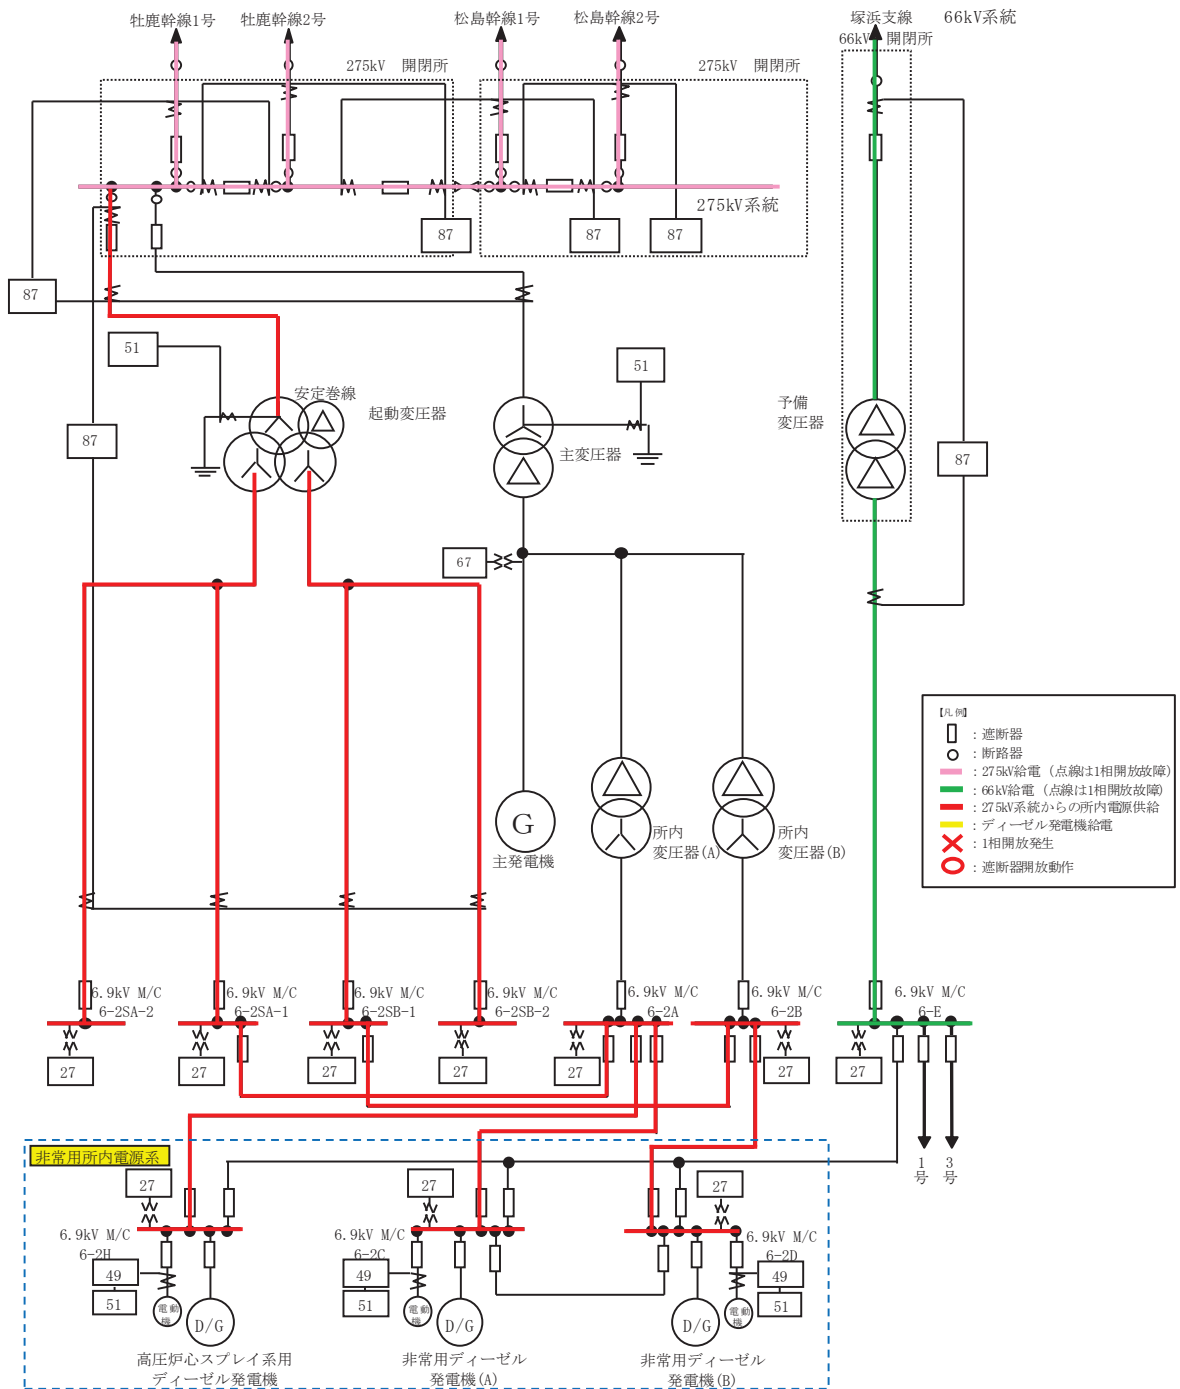 牡鹿幹線1号
牡鹿幹線2号
松島幹線1号
松島幹線2号
塚浜支線
66kV系統
66kV 開閉所
275kV 開閉所
275kV 開閉所
275kV系統
87
87
87
87
51
安定巻線
起動変圧器
51
予備
変圧器
87
主変圧器
87
67
【凡例】
：遮断器
：断路器
：275kV給電（点線は1相開放故障）
：66kV給電（点線は1相開放故障）
：275kV系統からの所内電源供給
：ディーゼル発電機給電
：1相開放発生
：遮断器開放動作
G
主発電機
所内
変圧器(A)
所内
変圧器(B)
6.9kV M/C
6-2SA-2
6.9kV M/C
6-2SA-1
6.9kV M/C
6-2SB-1
6.9kV M/C
6-2SB-2
6.9kV M/C
6-2A
6.9kV M/C
6-2B
6.9kV M/C
6-E
27
27
27
27
27
27
27
1
号
3
号
非常用所内電源系
27
27
27
6.9kV M/C
6-2H
6.9kV M/C
6-2C
6.9kV M/C
6-2D
49
51
電動
機
D/G
49
51
電動
機
D/G
D/G
電動
機
49
51
高圧炉心スプレイ系用
ディーゼル発電機
非常用ディーゼル
発電機(A)
非常用ディーゼル
発電機(B)